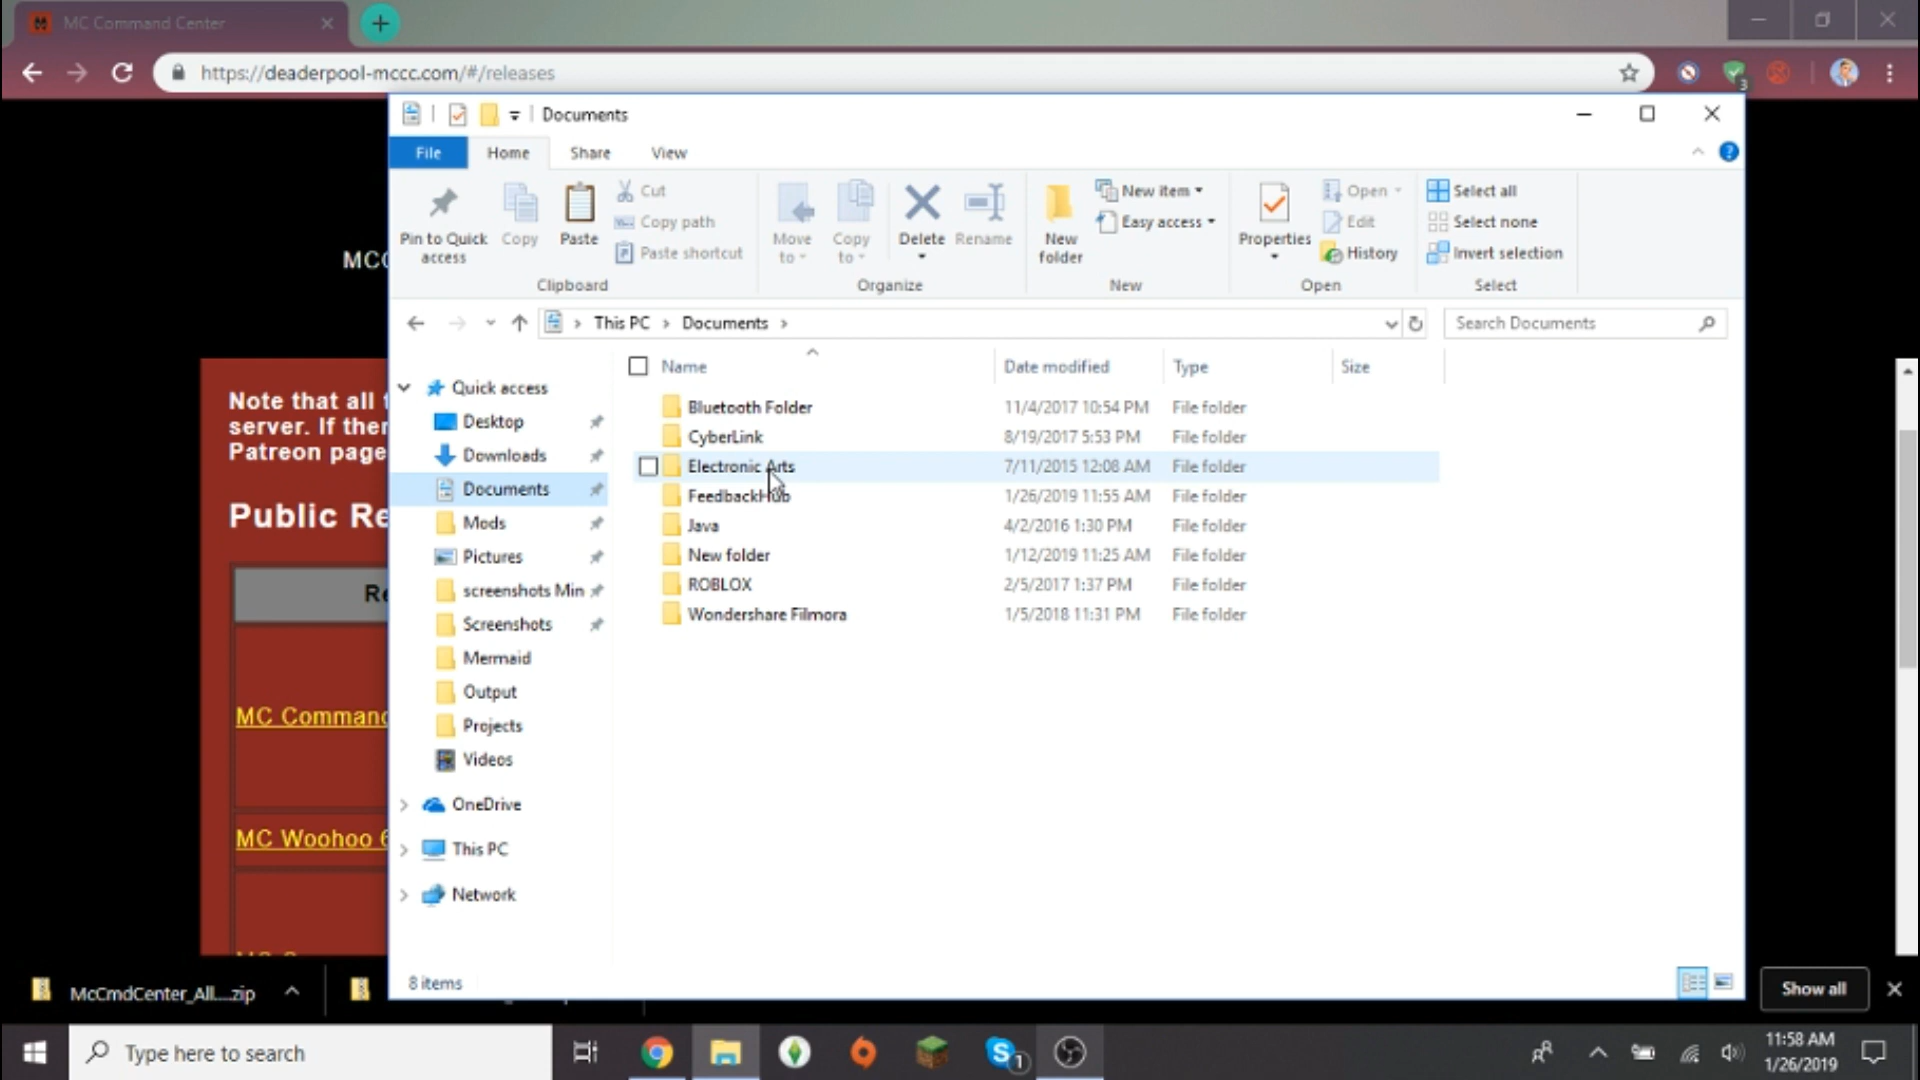 MC Command Center
https://deaderpool-mccc.com/#/releases
3
Documents
File Home Share View
Pin to Quick access
Copy
Paste
Cut
Copy path
Paste shortcut
Clipboard
Move to
Copy to
Delete
Rename
Organize
New folder
New item
Easy access
New
Properties
Open
Edit
History
Open
Select all
Select none
Invert selection
Select
This PC > Documents >
Search Documents
Name Date modified Type Size
Quick access
Desktop
Downloads
Documents
Mods
Pictures
screenshots Min
Screenshots
Mermaid
Output
Projects
Videos
OneDrive
This PC
Network
Bluetooth Folder 11/4/2017 10:54 PM File folder
CyberLink 8/19/2017 5:53 PM File folder
Electronic Arts 7/11/2015 12:08 AM File folder
FeedbackHub 1/26/2019 11:55 AM File folder
Java 4/2/2016 1:30 PM File folder
New folder 1/12/2019 11:25 AM File folder
ROBLOX 2/5/2017 1:37 PM File folder
Wondershare Filmora 1/5/2018 11:31 PM File folder
8 items
Note that all
server. If
Patreon page
Public
MC
MC Woohoo
McCmdCenter_All....zip
Show all
Type here to search
1
11:58 AM
1/26/2019